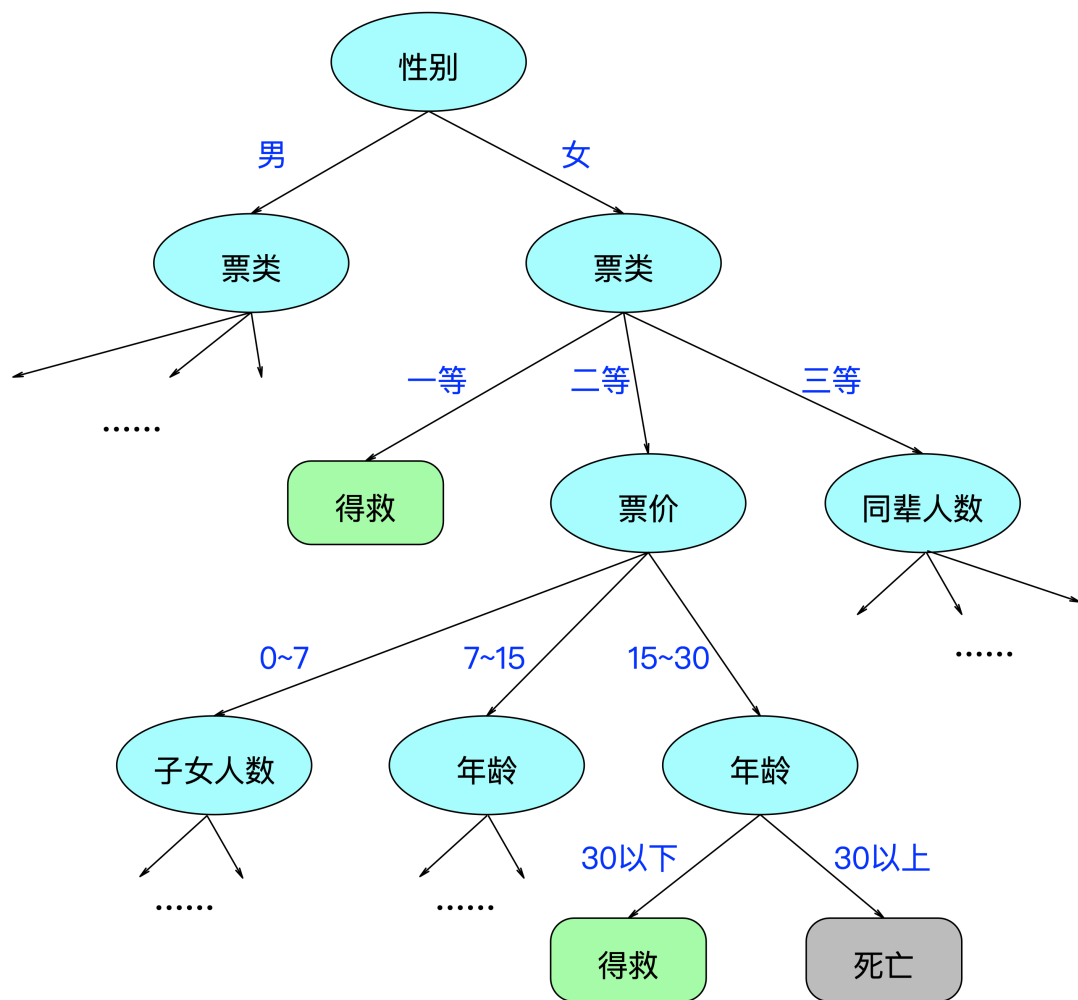 性别
男
女
票类
票类
一等
二等
三等
......
得救
票价
同辈人数
0~7
7~15
15~30
......
子女人数
年龄
年龄
30以下
30以上
......
......
得救
死亡